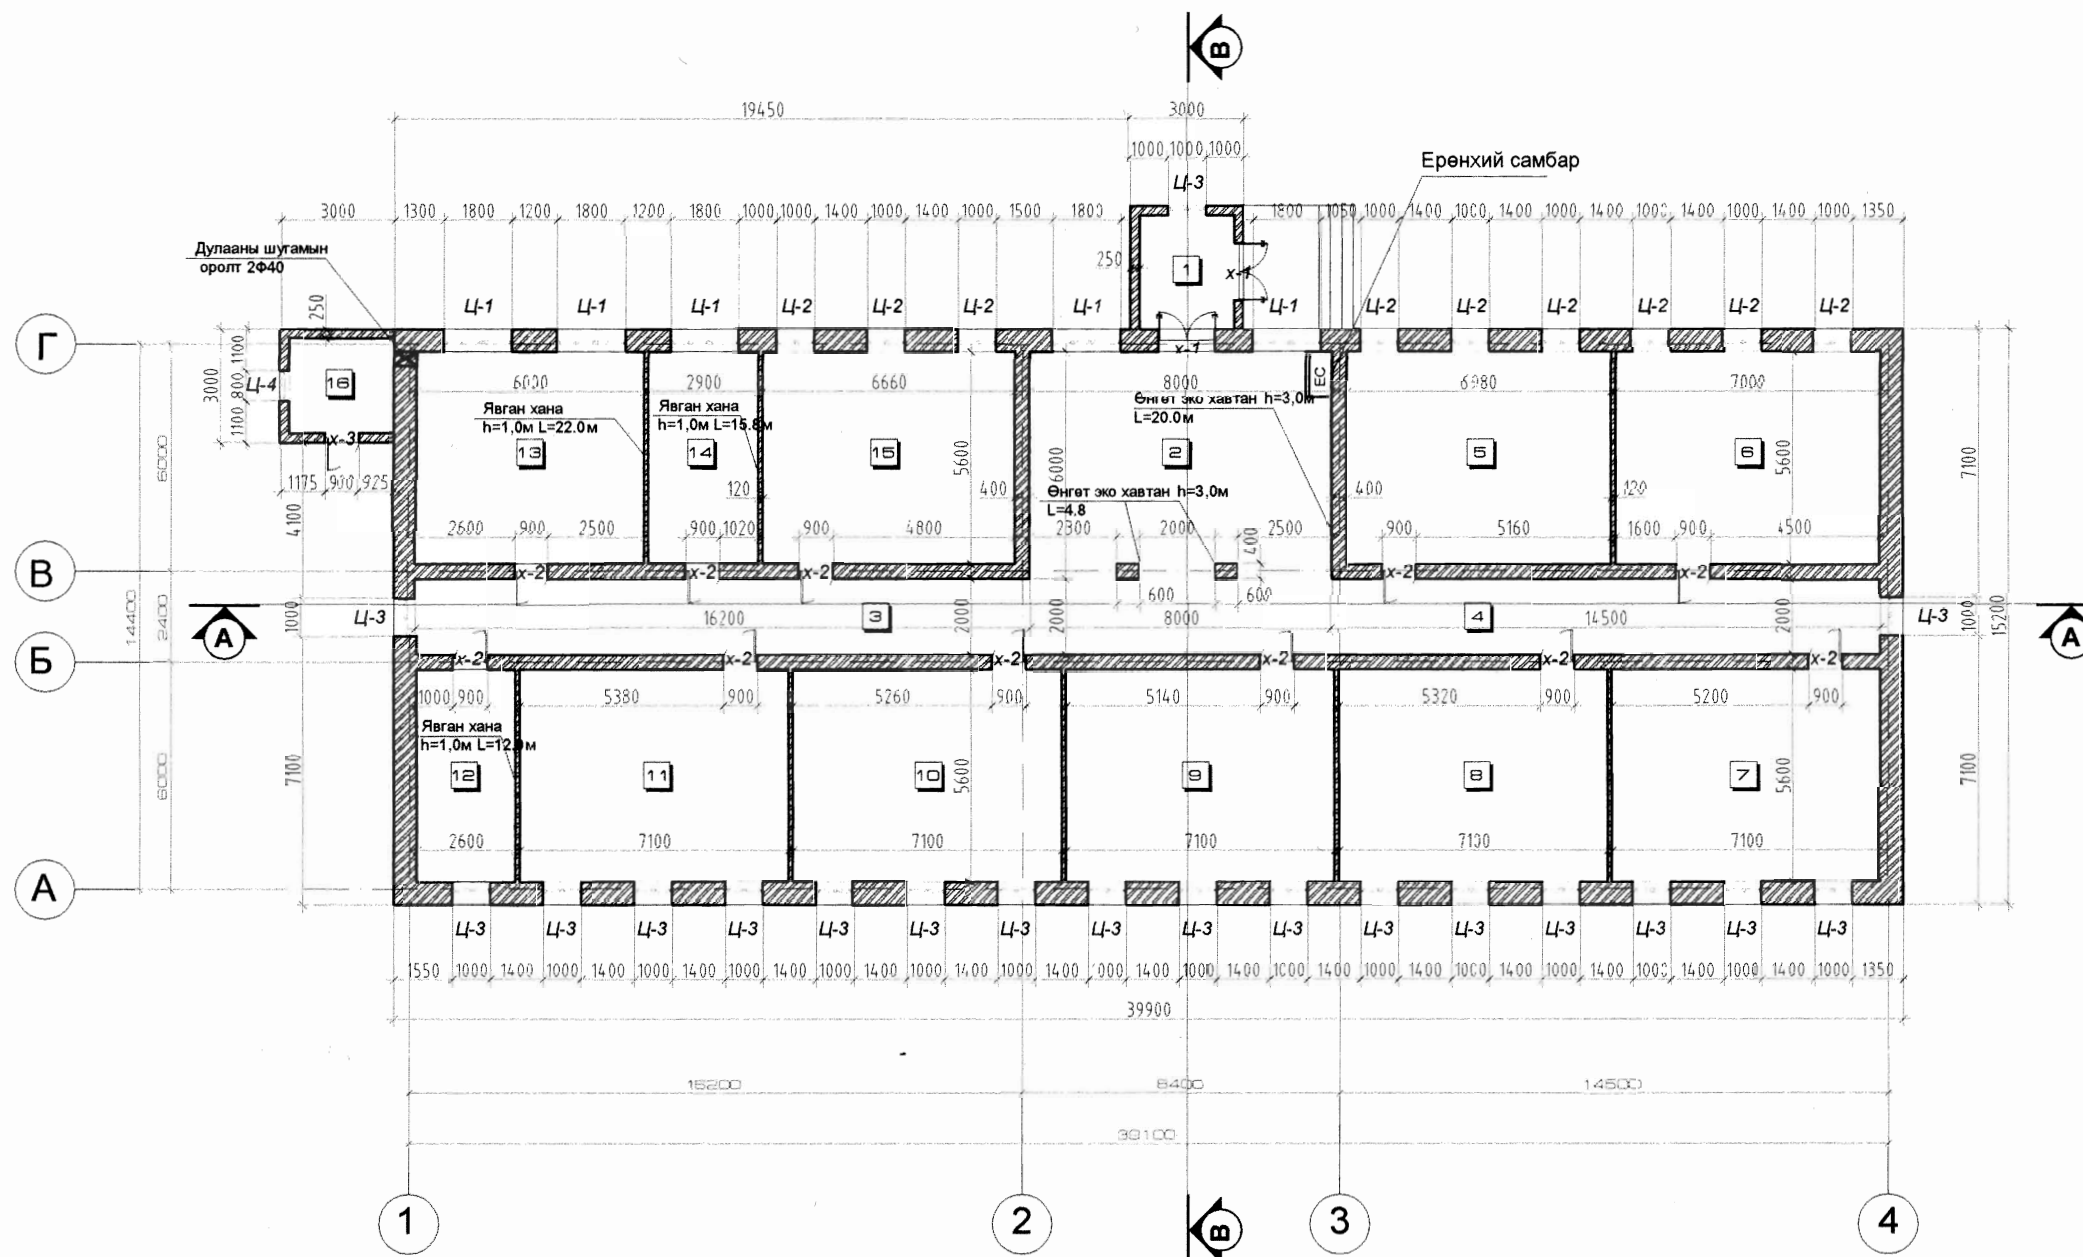 В
19450
3000
1000 1000 1000
Ерөнхий самбар
Ц-3
3000 1300 1800 1200 1800 1200 1800 1000 1000 1400 1000 1400 1000 1500 1800 1800 1050 1000 1400 1000 1400 1000 1400 1000 1400 1000 1400 1000 1350
Дулааны шугамын
оролт 2Ф40
250
1
х-1
250
Ц-1 Ц-1 Ц-1 Ц-2 Ц-2 Ц-2 Ц-1 Ц-1 Ц-2 Ц-2 Ц-2 Ц-2 Ц-2 Ц-2
Г
х-1
3000
1100 800 1100
Ц-4
16
6000 2900 6660 8000 ЕС 6980 7000
Явган хана
h=1,0м L=22.0м
Явган хана
h=1,0м L=15.8м
Өнгөт эко хавтан h=3,0м
L=20.0м
х-3
13 14 15 2 5 6
6000
5600
6000
5600
7100
1175 900 925
120 400
Өнгөт эко хавтан h=3,0м
L=4.8
400 120
4100
2600 900 2500 900 1020 900 4800 2300 2000 2500 900 5160 1600 900 4500
400
В
х-2 х-2 х-2 х-2 х-2
600 600
14400
2400
А
1000
Ц-3
16200
3
2000
2000
8000
4
14500
2000
Ц-3
1000
15200
А
Б
х-2 х-2 х-2 х-2 х-2 х-2
1000 900 5380 900 5260 900 5140 900 5320 900 5200 900
Явган хана
h=1,0м L=12.0м
6000
7100
12 11 10 9 8 7
5600
5600
7100
2600 7100 7100 7100 7100 7100
А
Ц-3 Ц-3 Ц-3 Ц-3 Ц-3 Ц-3 Ц-3 Ц-3 Ц-3 Ц-3 Ц-3 Ц-3 Ц-3 Ц-3 Ц-3 Ц-3
1550 1000 1400 1000 1400 1000 1400 1000 1400 1000 1400 1000 1400 1000 1400 1000 1400 1000 1400 1000 1400 1000 1400 1000 1400 1000 1400 1000 1400 1000 1400 1000 1350
39900
16200 8400 14500
39100
1 2 В 3 4